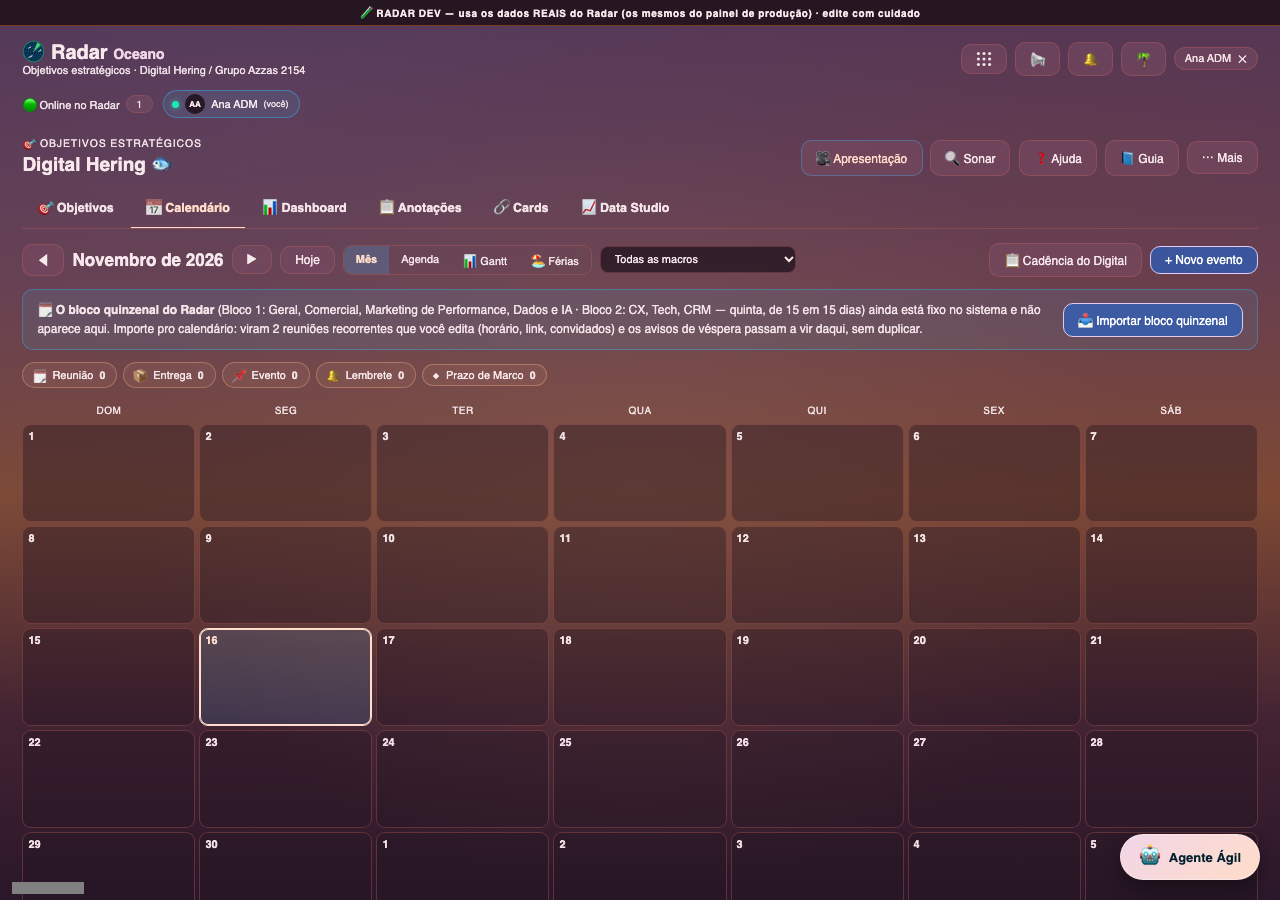 RADAR DEV — usa os dados REAIS do Radar (os mesmos do painel de produção) · edite com cuidado
Radar Oceano
Objetivos estratégicos · Digital Hering / Grupo Azzas 2154
Ana ADM ✕
Online no Radar 1 AA Ana ADM (você)
OBJETIVOS ESTRATÉGICOS
Digital Hering
Apresentação Sonar Ajuda Guia ··· Mais
Objetivos Calendário Dashboard Anotações Cards Data Studio
◀ Novembro de 2026 ▶ Hoje Mês Agenda Gantt Férias Todas as macros Cadência do Digital + Novo evento
O bloco quinzenal do Radar (Bloco 1: Geral, Comercial, Marketing de Performance, Dados e IA · Bloco 2: CX, Tech, CRM — quinta, de 15 em 15 dias) ainda está fixo no sistema e não
aparece aqui. Importe pro calendário: viram 2 reuniões recorrentes que você edita (horário, link, convidados) e os avisos de véspera passam a vir daqui, sem duplicar.
Importar bloco quinzenal
Reunião 0 Entrega 0 Evento 0 Lembrete 0 Prazo de Marco 0
DOM SEG TER QUA QUI SEX SÁB
1 2 3 4 5 6 7
8 9 10 11 12 13 14
15 16 17 18 19 20 21
22 23 24 25 26 27 28
29 30 1 2 3 4 5
Agente Ágil